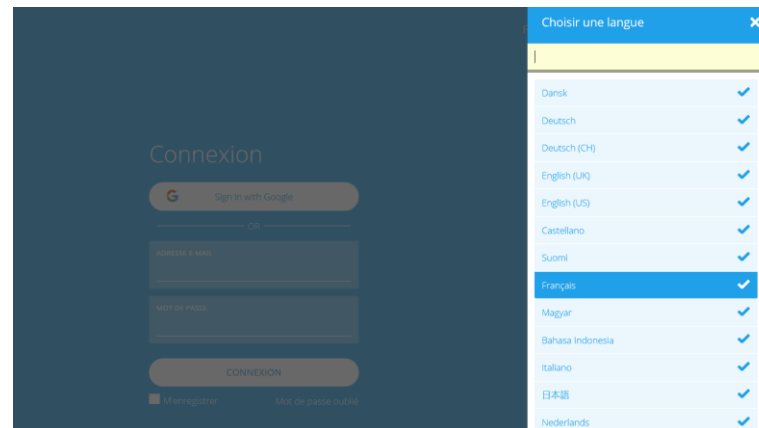 Choisir une langue
Dansk
Deutsch
Deutsch (CH)
English (UK)
English (US)
Castellano
Suomi
Français
Magyar
Bahasa Indonesia
Italiano
日本語
Nederlands
Connexion
Sign in with Google
OR
ADRESSE E-MAIL
MOT DE PASSE
CONNEXION
M'enregistrer
Mot de passe oublié